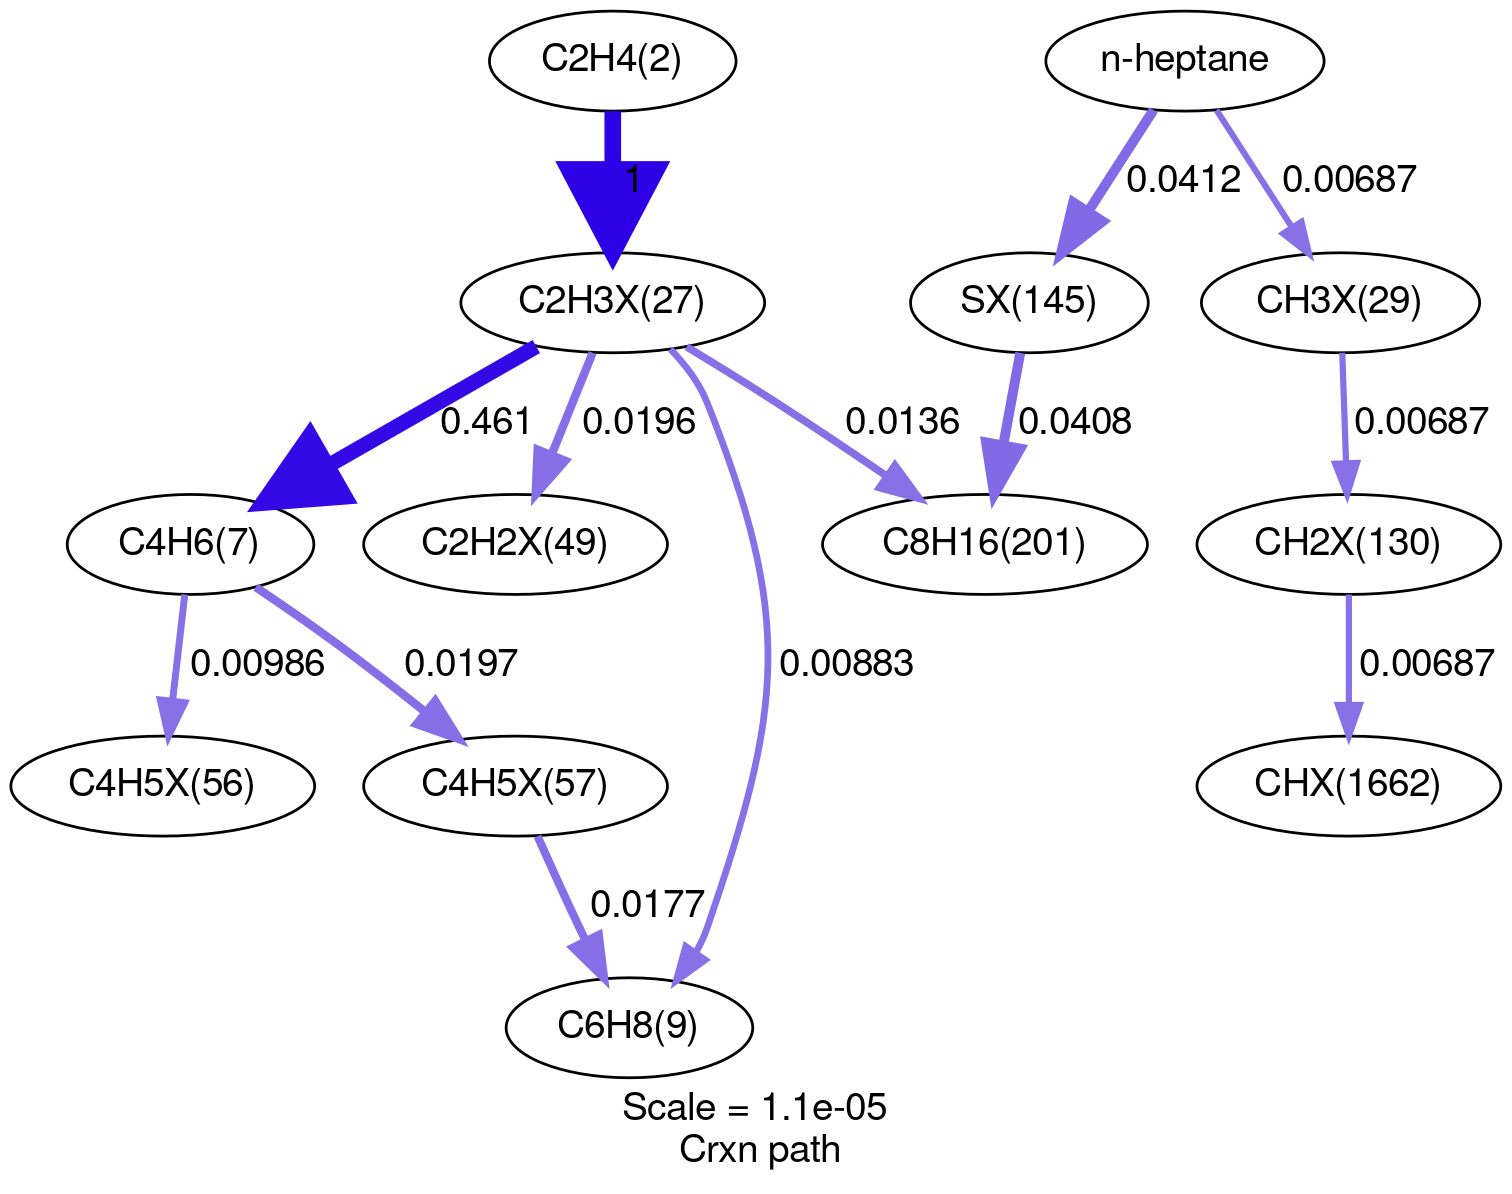 C2H4(2)
n-heptane
1
0.0412
0.00687
C2H3X(27)
SX(145)
CH3X(29)
0.461
0.0196
0.0136
0.0408
0.00687
C4H6(7)
C2H2X(49)
C8H16(201)
CH2X(130)
0.00986
0.0197
0.00883
0.00687
C4H5X(56)
C4H5X(57)
CHX(1662)
0.0177
C6H8(9)
Scale = 1.1e-05
Crxn path